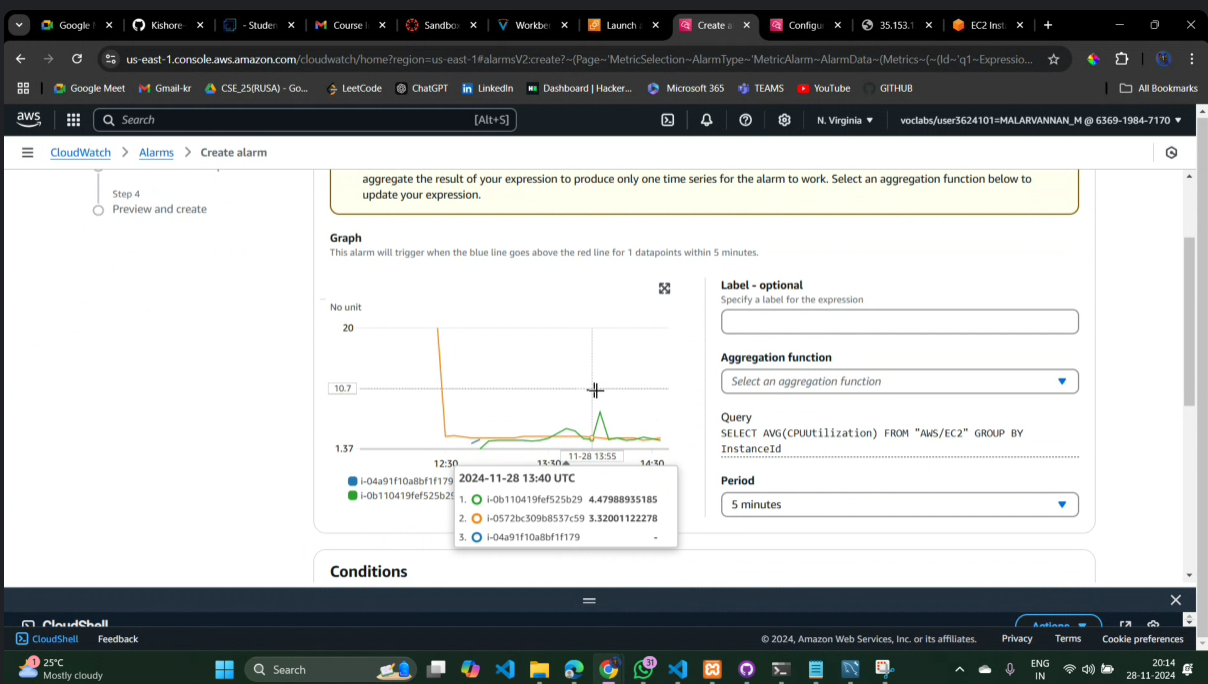 Google M
Kishore-
- Studen
Course I
Sandbox
Workben
Launch a
Create a
Configur
35.153.1
EC2 Inst
us-east-1.console.aws.amazon.com/cloudwatch/home?region=us-east-1#alarmsV2:create?~(Page~'MetricSelection~AlarmType~'MetricAlarm~AlarmData~(Metrics~(~(Id~'q1~Expressio...
Google Meet
Gmail-kr
CSE_25(RUSA) - Go...
LeetCode
ChatGPT
LinkedIn
Dashboard | Hacker...
Microsoft 365
TEAMS
YouTube
GITHUB
All Bookmarks
aws
Search
[Alt+S]
N. Virginia
voclabs/user3624101=MALARVANNAN_M @ 6369-1984-7170
CloudWatch
Alarms
Create alarm
Step 4
Preview and create
aggregate the result of your expression to produce only one time series for the alarm to work. Select an aggregation function below to
update your expression.
Graph
This alarm will trigger when the blue line goes above the red line for 1 datapoints within 5 minutes.
No unit
20
10.7
1.37
12:30
13:30
14:30
11-28 13:55
i-04a91f10a8bf1f179
i-0b110419fef525b29
2024-11-28 13:40 UTC
1. i-0b110419fef525b29 4.47988935185
2. i-0572bc309b8537c59 3.32001122278
3. i-04a91f10a8bf1f179 -
Label - optional
Specify a label for the expression
Aggregation function
Select an aggregation function
Query
SELECT AVG(CPUUtilization) FROM "AWS/EC2" GROUP BY
InstanceId
Period
5 minutes
Conditions
CloudShell
Actions
CloudShell
Feedback
© 2024, Amazon Web Services, Inc. or its affiliates.
Privacy
Terms
Cookie preferences
1
25°C
Mostly cloudy
Search
31
ENG
IN
20:14
28-11-2024